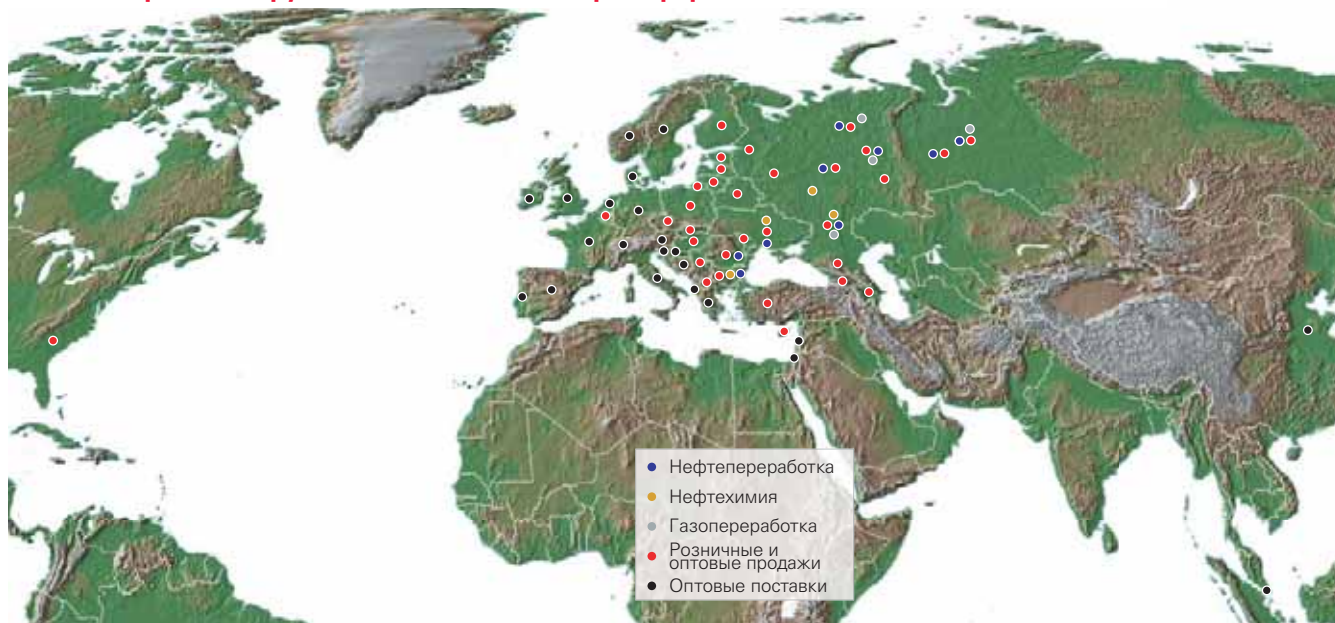 Нефтепереработка
Нефтехимия
Газопереработка
Розничные и
оптовые продажи
Оптовые поставки